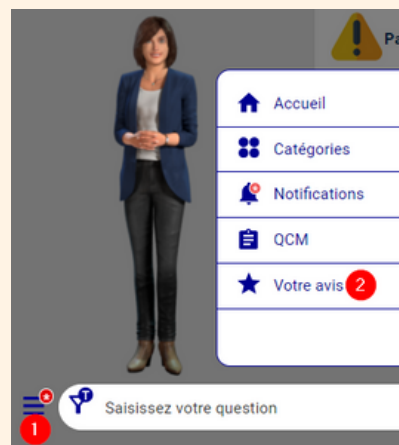 Pa
Accueil
Catégories
Notifications
QCM
Votre avis 2
T
Saisissez votre question
1